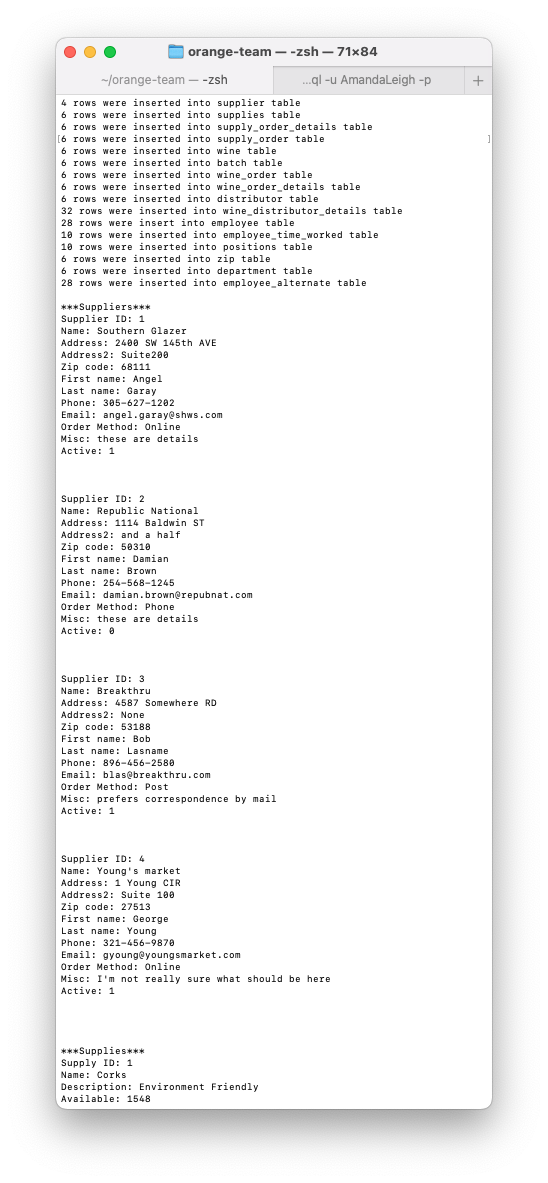 orange-team — -zsh — 71×84
~/orange-team — -zsh
...ql -u AmandaLeigh -p
+
4 rows were inserted into supplier table
6 rows were inserted into supplies table
6 rows were inserted into supply_order_details table
[6 rows were inserted into supply_order table ]
6 rows were inserted into wine table
6 rows were inserted into batch table
6 rows were inserted into wine_order table
6 rows were inserted into wine_order_details table
6 rows were inserted into distributor table
32 rows were inserted into wine_distributor_details table
28 rows were insert into employee table
10 rows were inserted into employee_time_worked table
10 rows were inserted into positions table
6 rows were inserted into zip table
6 rows were inserted into department table
28 rows were inserted into employee_alternate table
***Suppliers***
Supplier ID: 1
Name: Southern Glazer
Address: 2400 SW 145th AVE
Address2: Suite200
Zip code: 68111
First name: Angel
Last name: Garay
Phone: 305-627-1202
Email: angel.garay@shws.com
Order Method: Online
Misc: these are details
Active: 1
Supplier ID: 2
Name: Republic National
Address: 1114 Baldwin ST
Address2: and a half
Zip code: 50310
First name: Damian
Last name: Brown
Phone: 254-568-1245
Email: damian.brown@repubnat.com
Order Method: Phone
Misc: these are details
Active: 0
Supplier ID: 3
Name: Breakthru
Address: 4587 Somewhere RD
Address2: None
Zip code: 53188
First name: Bob
Last name: Lasname
Phone: 896-456-2580
Email: blas@breakthru.com
Order Method: Post
Misc: prefers correspondence by mail
Active: 1
Supplier ID: 4
Name: Young's market
Address: 1 Young CIR
Address2: Suite 100
Zip code: 27513
First name: George
Last name: Young
Phone: 321-456-9870
Email: gyoung@youngsmarket.com
Order Method: Online
Misc: I'm not really sure what should be here
Active: 1
***Supplies***
Supply ID: 1
Name: Corks
Description: Environment Friendly
Available: 1548